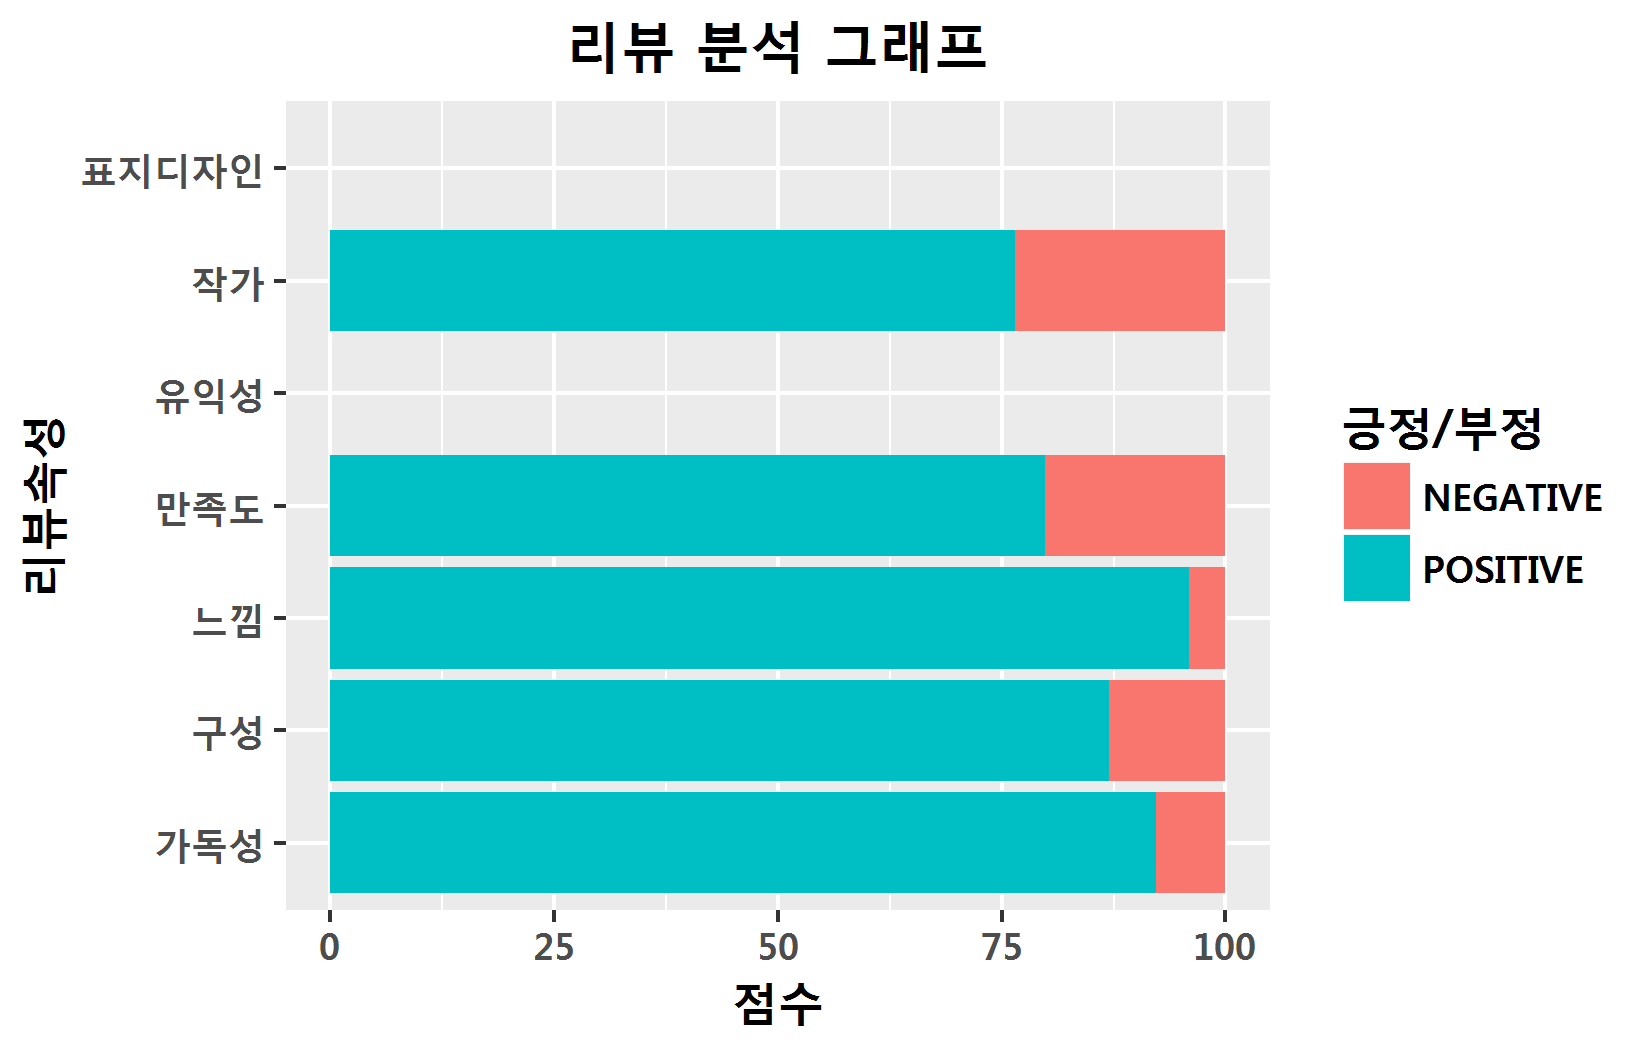 리뷰 분석 그래프
리뷰속성
표지디자인
작가
유익성
만족도
느낌
구성
가독성
0 25 50 75 100
점수
긍정/부정
NEGATIVE
POSITIVE